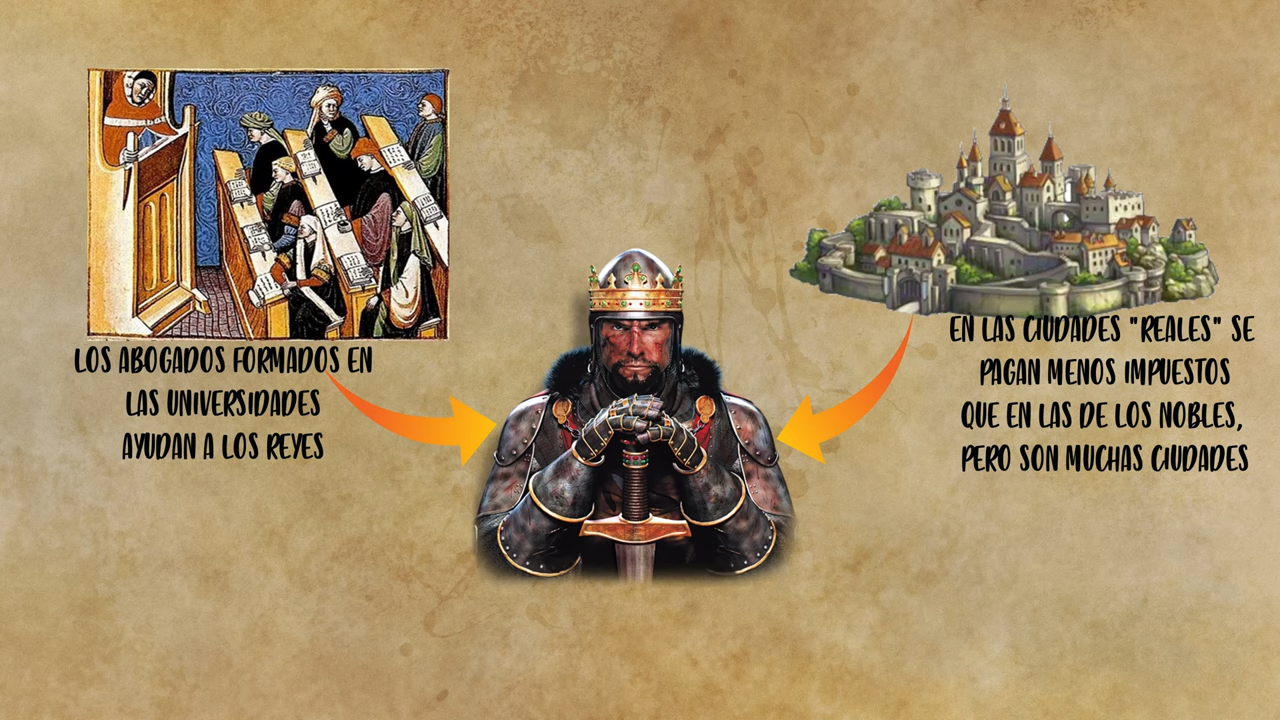 LOS ABOGADOS FORMADOS EN
LAS UNIVERSIDADES
AYUDAN A LOS REYES
EN LAS CIUDADES "REALES" SE
PAGAN MENOS IMPUESTOS
QUE EN LAS DE LOS NOBLES,
PERO SON MUCHAS CIUDADES